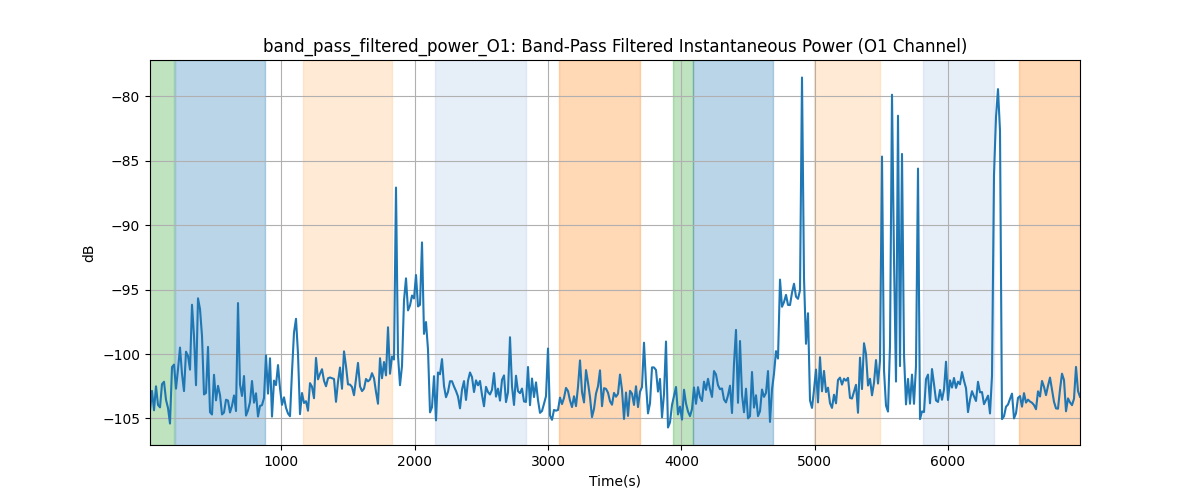 band_pass_filtered_power_O1: Band-Pass Filtered Instantaneous Power (O1 Channel)
−80
−85
−90
−95
−100
−105
dB
1000 2000 3000 4000 5000 6000
Time(s)